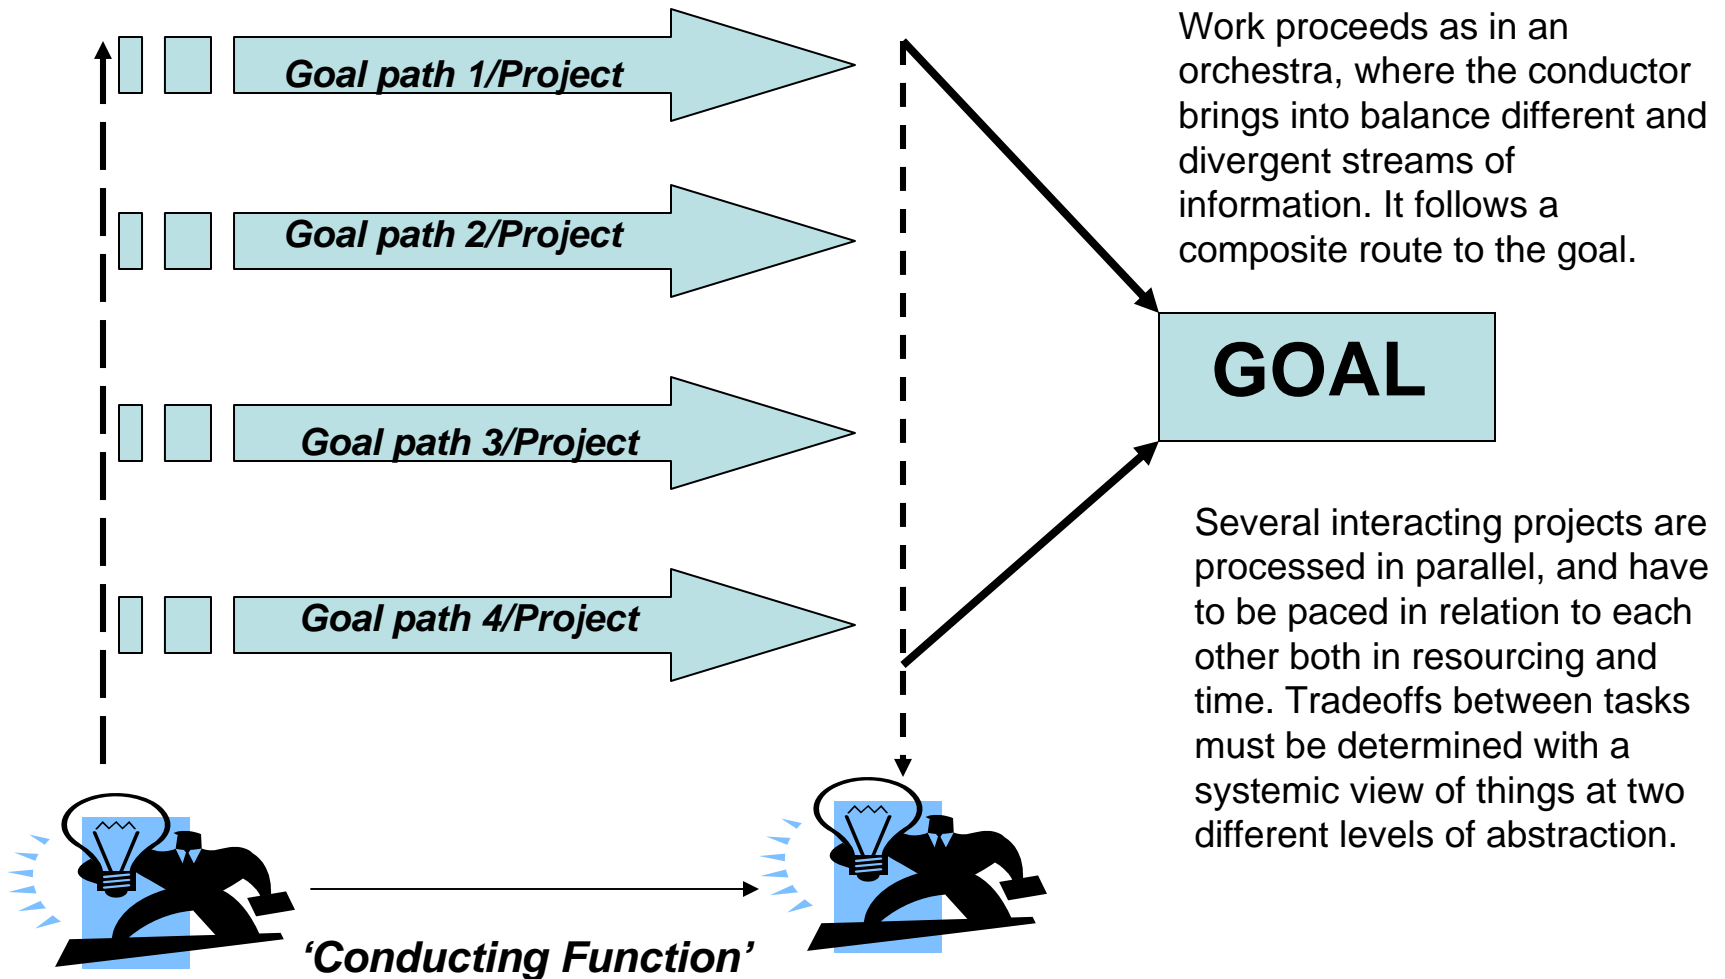 Goal path 1/Project
Goal path 2/Project
Goal path 3/Project
Goal path 4/Project
‘Conducting Function’
Work proceeds as in an
orchestra, where the conductor
brings into balance different and
divergent streams of
information. It follows a
composite route to the goal.
GOAL
Several interacting projects are
processed in parallel, and have
to be paced in relation to each
other both in resourcing and
time. Tradeoffs between tasks
must be determined with a
systemic view of things at two
different levels of abstraction.